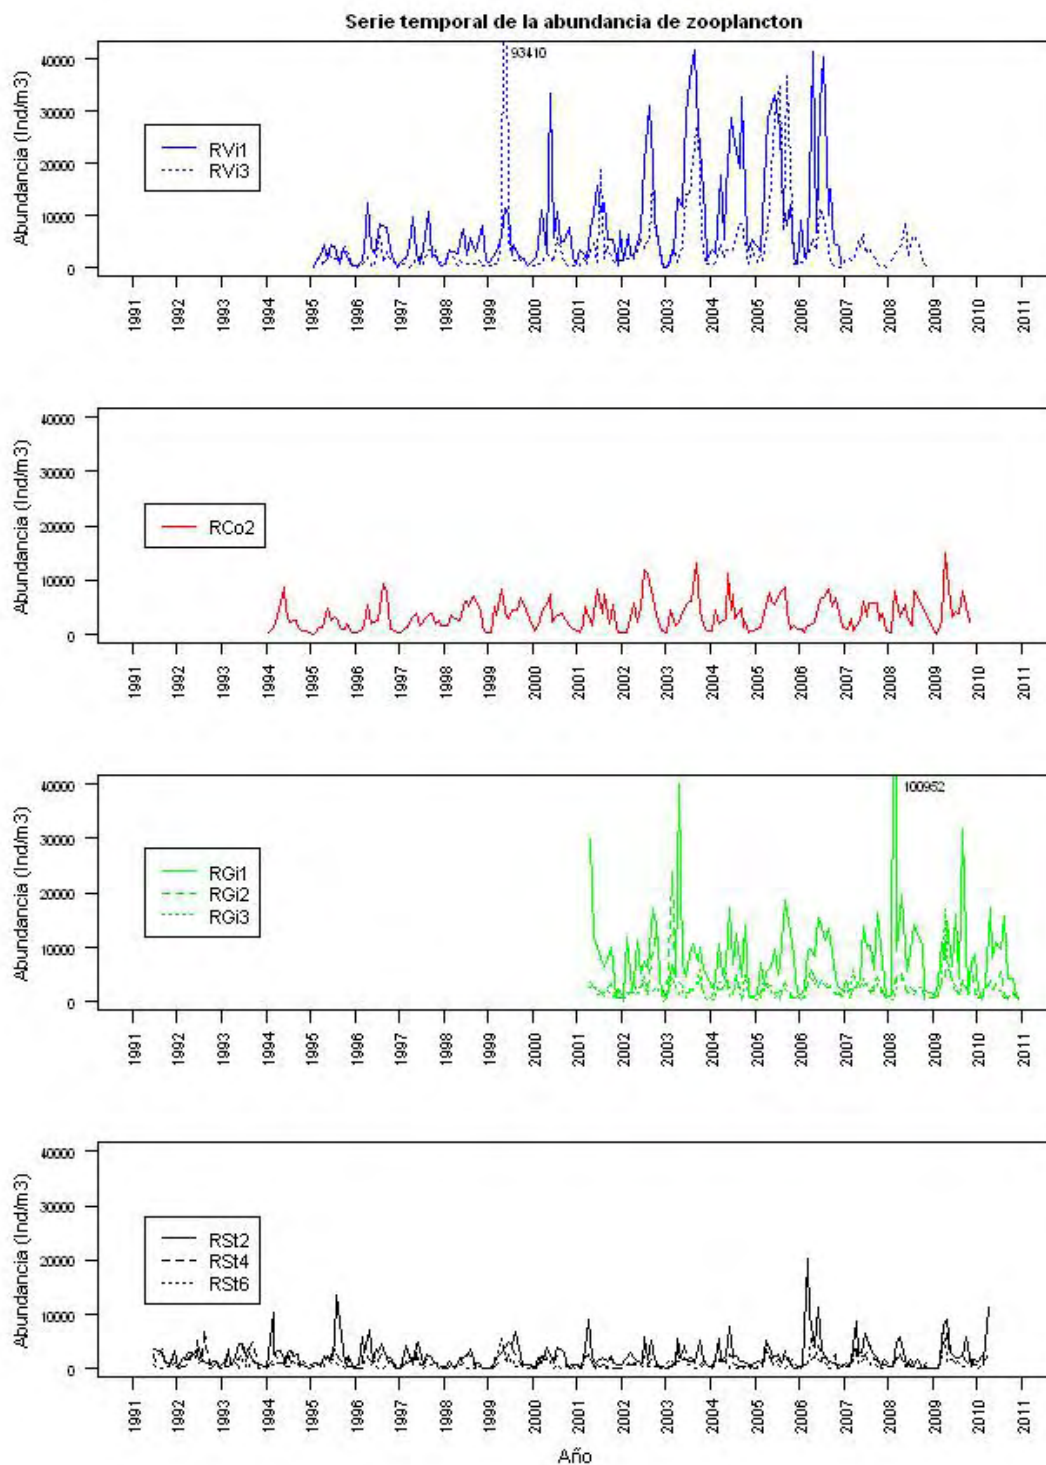 Serie temporal de la abundancia de zooplancton
93410
Abundancia (Ind/m3)
40000
30000
20000
10000
0
RVi1
RVi3
1991 1992 1993 1994 1995 1996 1997 1998 1999 2000 2001 2002 2003 2004 2005 2006 2007 2008 2009 2010 2011
Abundancia (Ind/m3)
40000
30000
20000
10000
0
RCo2
1991 1992 1993 1994 1995 1996 1997 1998 1999 2000 2001 2002 2003 2004 2005 2006 2007 2008 2009 2010 2011
100952
Abundancia (Ind/m3)
40000
30000
20000
10000
0
RGi1
RGi2
RGi3
1991 1992 1993 1994 1995 1996 1997 1998 1999 2000 2001 2002 2003 2004 2005 2006 2007 2008 2009 2010 2011
Abundancia (Ind/m3)
40000
30000
20000
10000
0
RSt2
RSt4
RSt6
1991 1992 1993 1994 1995 1996 1997 1998 1999 2000 2001 2002 2003 2004 2005 2006 2007 2008 2009 2010 2011
Año